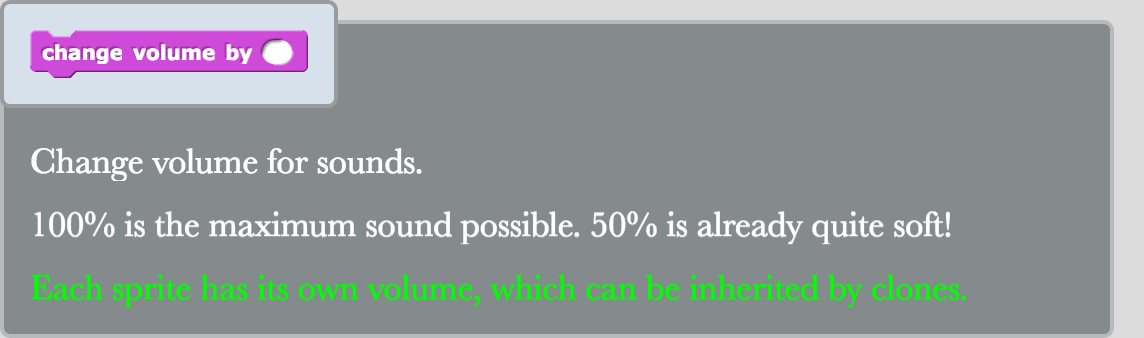 change volume by
Change volume for sounds.
100% is the maximum sound possible. 50% is already quite soft!
Each sprite has its own volume, which can be inherited by clones.